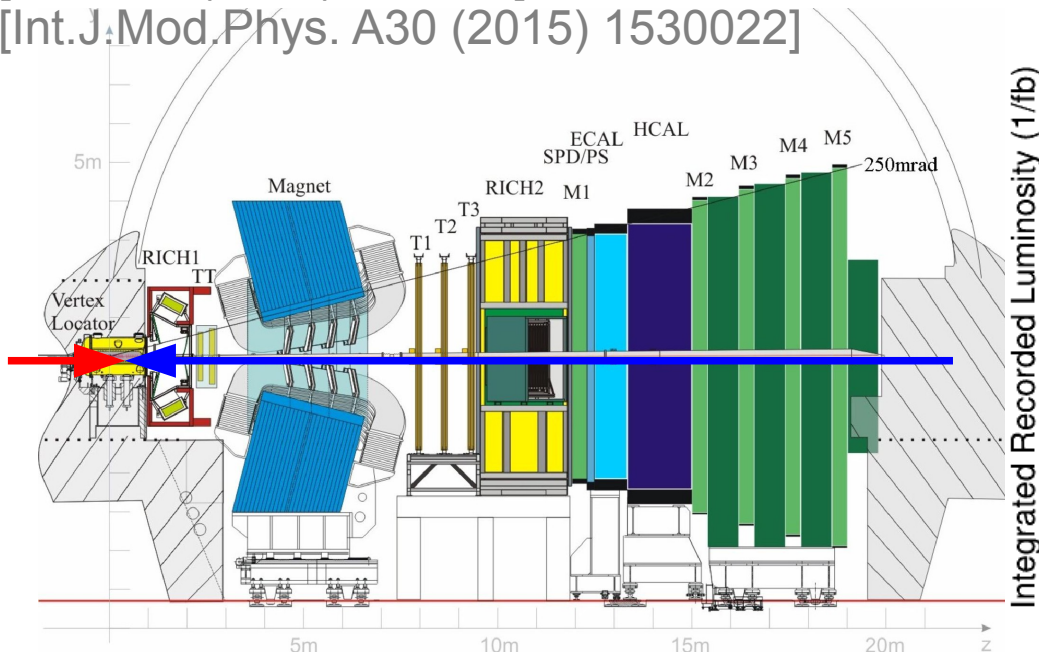 [Int.J.Mod.Phys. A30 (2015) 1530022]
y
5m
Magnet
RICH1
TT
Vertex
Locator
T1
T2
T3
RICH2
SPD/PS
M1
ECAL
HCAL
M2
M3
M4
M5
250mrad
5m
10m
15m
20m
z
Integrated Recorded Luminosity (1/fb)